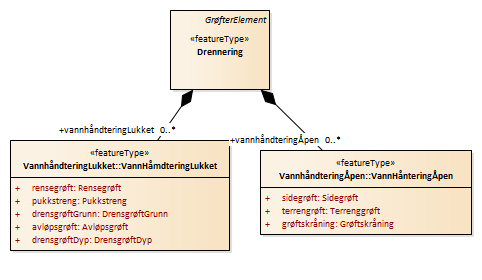 GrøfterElement
«featureType»
Drennering
+vannhåndteringLukket 0..*
+vannhåndteringÅpen 0..*
«featureType»
VannhåndteringLukket::VannHåmdteringLukket
+ rensegrøft: Rensegrøft
+ pukkstreng: Pukkstreng
+ drensgrøftGrunn: DrensgrøftGrunn
+ avløpsgrøft: Avløpsgrøft
+ drensgrøftDyp: DrensgrøftDyp
«featureType»
VannhåndteringÅpen::VannHånteringÅpen
+ sidegrøft: Sidegrøft
+ terrengrøft: Terrenggrøft
+ grøftskråning: Grøftskråning